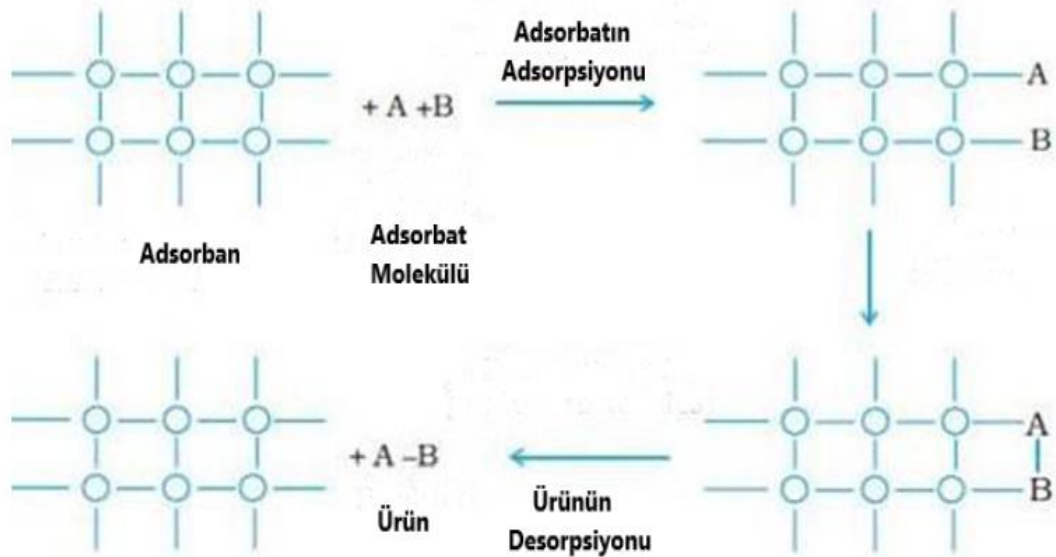 Adsorbatın
Adsorpsiyonu
+ A +B
A
B
Adsorban
Adsorbat
Molekülü
A
B
+ A –B
Ürün
Ürünün
Desorpsiyonu